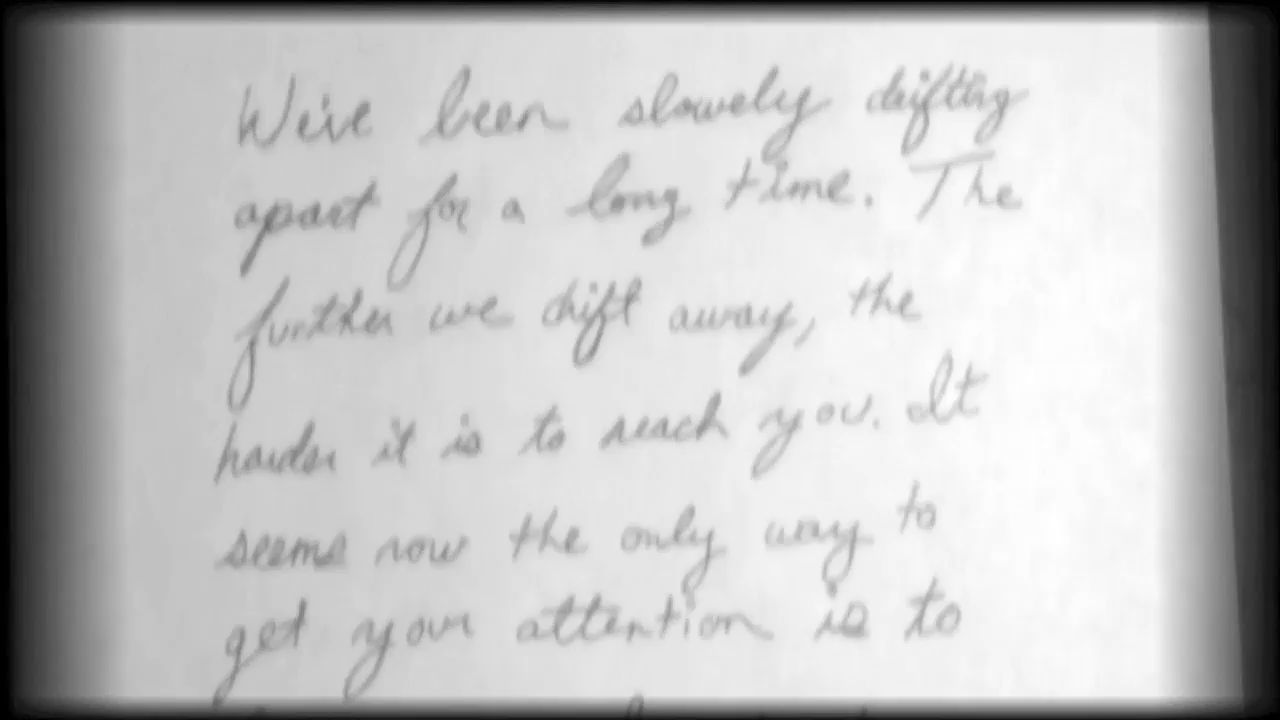 We've been slowely drifting
apart for a long time. The
further we drift away, the
harder it is to reach you. It
seems now the only way to
get your attention is to